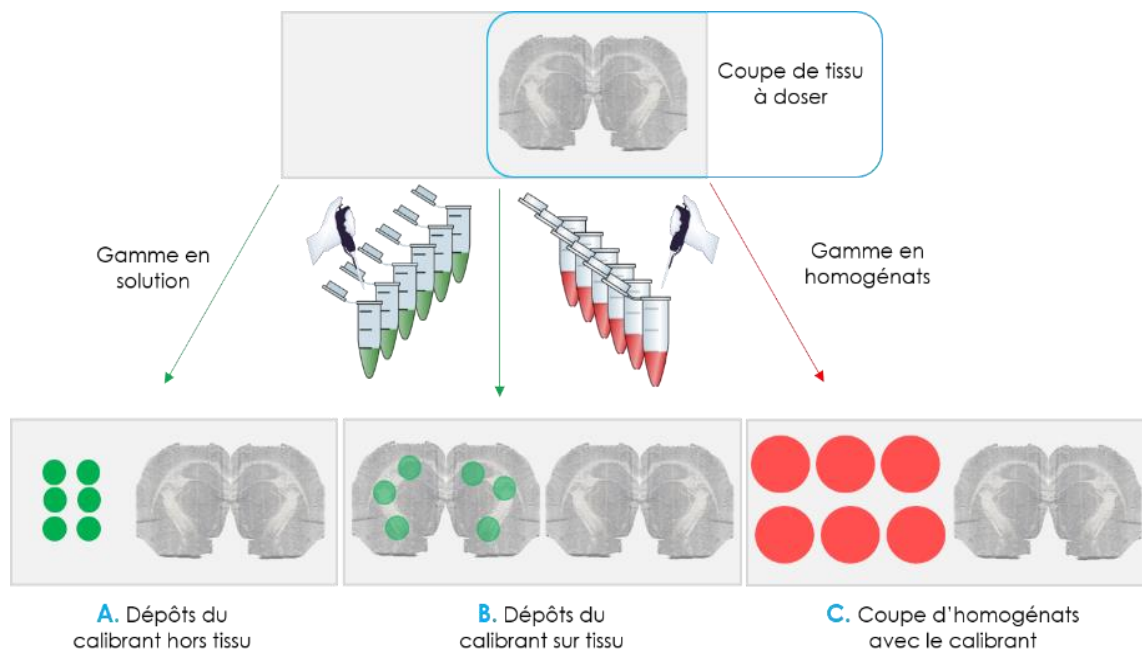 Coupe de tissu
à doser
Gamme en
solution
Gamme en
homogénats
A. Dépôts du
calibrant hors tissu
B. Dépôts du
calibrant sur tissu
C. Coupe d'homogénats
avec le calibrant